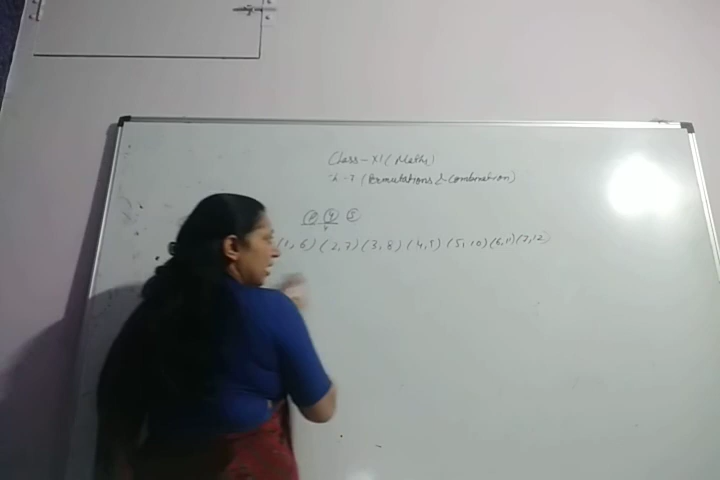 Class - XI (Maths)
Ch - 7 (Permutations & Combination)
(1, 6) (2, 7) (3, 8) (4, 9) (5, 10) (6, 11) (7, 12)